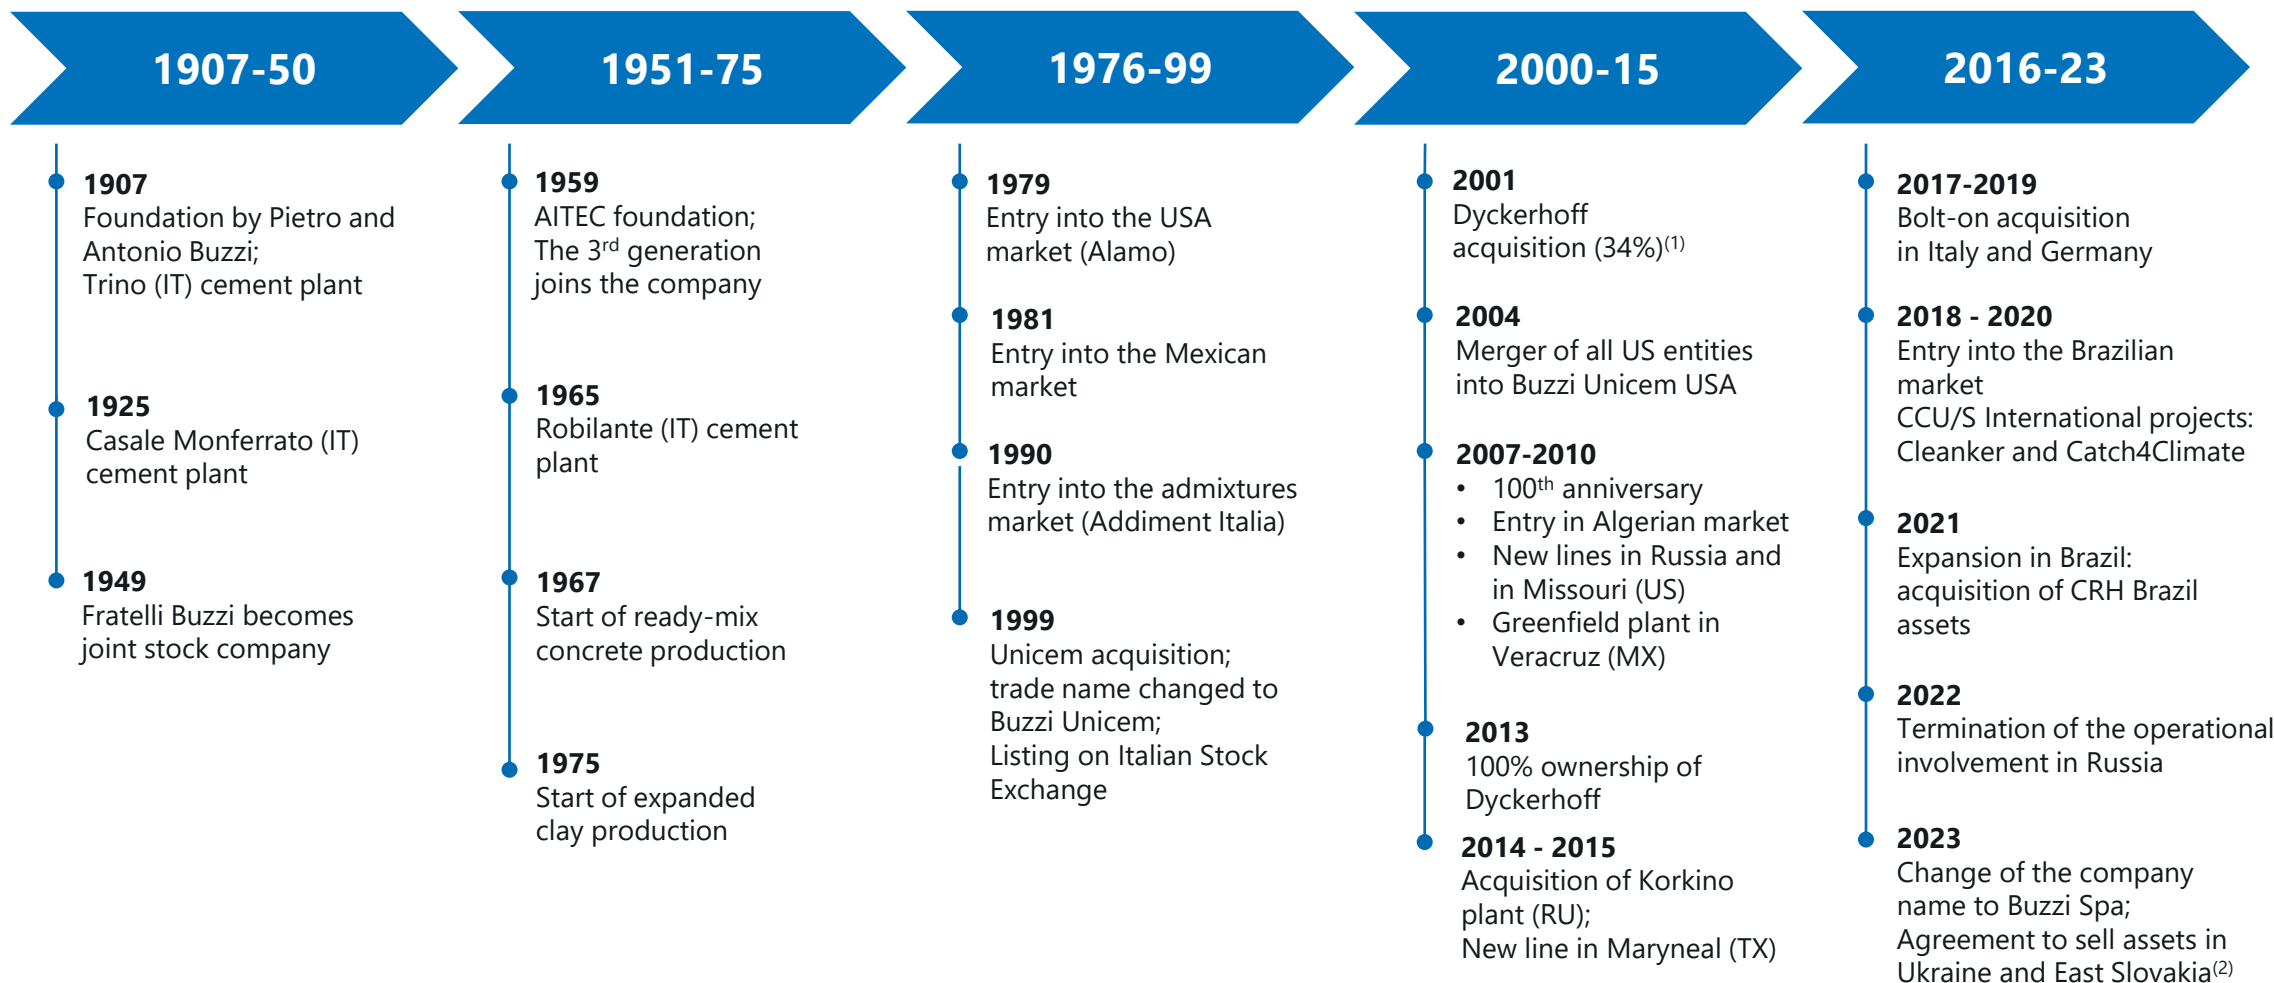 1907-50
1907
Foundation by Pietro and
Antonio Buzzi;
Trino (IT) cement plant
1925
Casale Monferrato (IT)
cement plant
1949
Fratelli Buzzi becomes
joint stock company
1951-75
1959
AITEC foundation;
The 3rd generation
joins the company
1965
Robilante (IT) cement
plant
1967
Start of ready-mix
concrete production
1975
Start of expanded
clay production
1976-99
1979
Entry into the USA
market (Alamo)
1981
Entry into the Mexican
market
1990
Entry into the admixtures
market (Addiment Italia)
1999
Unicem acquisition;
trade name changed to
Buzzi Unicem;
Listing on Italian Stock
Exchange
2000-15
2001
Dyckerhoff
acquisition (34%)(1)
2004
Merger of all US entities
into Buzzi Unicem USA
2007-2010
• 100th anniversary
• Entry in Algerian market
• New lines in Russia and
in Missouri (US)
• Greenfield plant in
Veracruz (MX)
2013
100% ownership of
Dyckerhoff
2014 - 2015
Acquisition of Korkino
plant (RU);
New line in Maryneal (TX)
2016-23
2017-2019
Bolt-on acquisition
in Italy and Germany
2018 - 2020
Entry into the Brazilian
market
CCU/S International projects:
Cleanker and Catch4Climate
2021
Expansion in Brazil:
acquisition of CRH Brazil
assets
2022
Termination of the operational
involvement in Russia
2023
Change of the company
name to Buzzi Spa;
Agreement to sell assets in
Ukraine and East Slovakia(2)